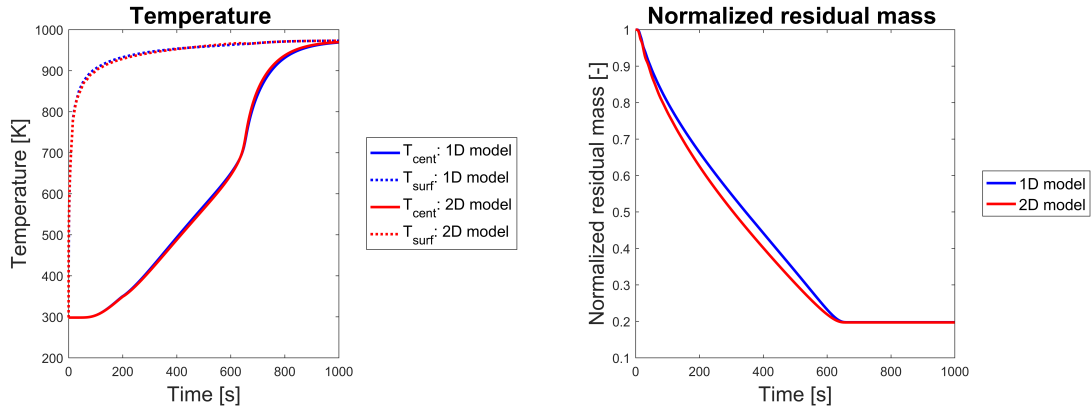 Temperature
Temperature [K]
1000
900
800
700
600
500
400
300
200
0
200
400
600
800
1000
Time [s]
T_cent: 1D model
T_surf: 1D model
T_cent: 2D model
T_surf: 2D model
Normalized residual mass
Normalized residual mass [-]
1
0.9
0.8
0.7
0.6
0.5
0.4
0.3
0.2
0.1
0
200
400
600
800
1000
Time [s]
1D model
2D model